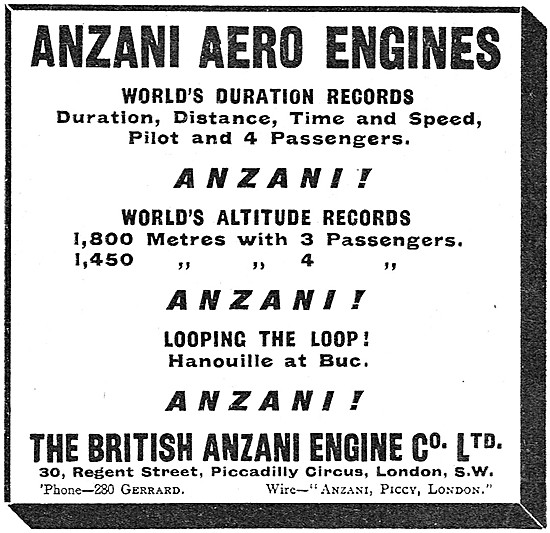 ANZANI AERO ENGINES
WORLD'S DURATION RECORDS
Duration, Distance, Time and Speed,
Pilot and 4 Passengers.
ANZANI!
WORLD'S ALTITUDE RECORDS
1,800 Metres with 3 Passengers.
1,450 ,, ,, 4 ,,
ANZANI!
LOOPING THE LOOP!
Hanouille at Buc.
ANZANI!
THE BRITISH ANZANI ENGINE CO. LTD.
30, Regent Street, Piccadilly Circus, London, S.W.
'Phone—280 GERRARD. Wire—"ANZANI, PICCY, LONDON."